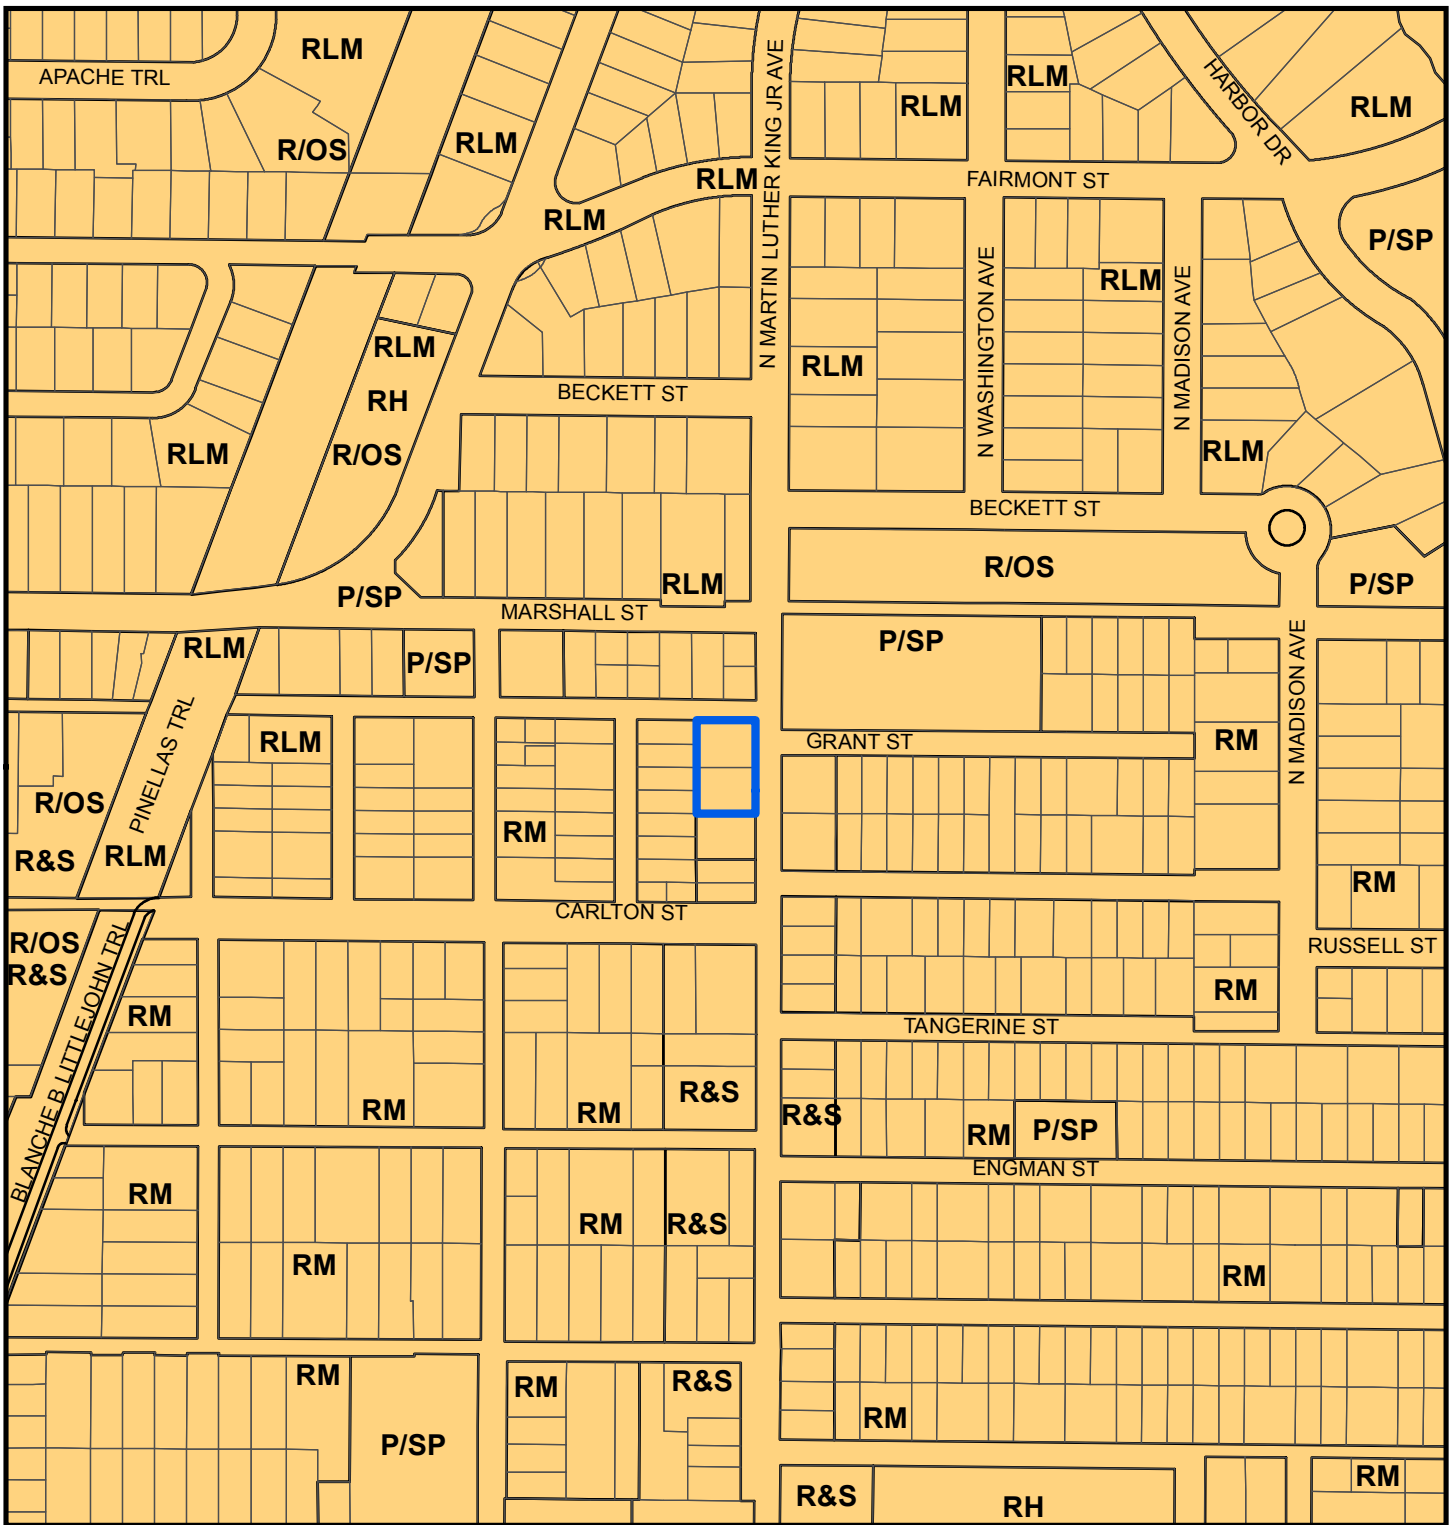 RLM
APACHE TRL
R/OS
RLM
N MARTIN LUTHER KING JR AVE
RLM
RLM
HARBOR DR
RLM
RLM
RLM
FAIRMONT ST
P/SP
RLM
N WASHINGTON AVE
N MADISON AVE
RLM
RH
R/OS
RLM
BECKETT ST
RLM
RLM
BECKETT ST
R/OS
P/SP
P/SP
RLM
MARSHALL ST
RLM
P/SP
P/SP
N MADISON AVE
PINELLAS TRL
RLM
GRANT ST
RM
R/OS
R&S
RLM
RM
RM
CARLTON ST
R/OS
R&S
BLANCHE B LITTLEJOHN TRL
RUSSELL ST
RM
RM
TANGERINE ST
RM
RM
R&S
R&S
RM
P/SP
ENGMAN ST
RM
RM
RM
R&S
RM
RM
RM
R&S
RM
P/SP
R&S
RH
RM